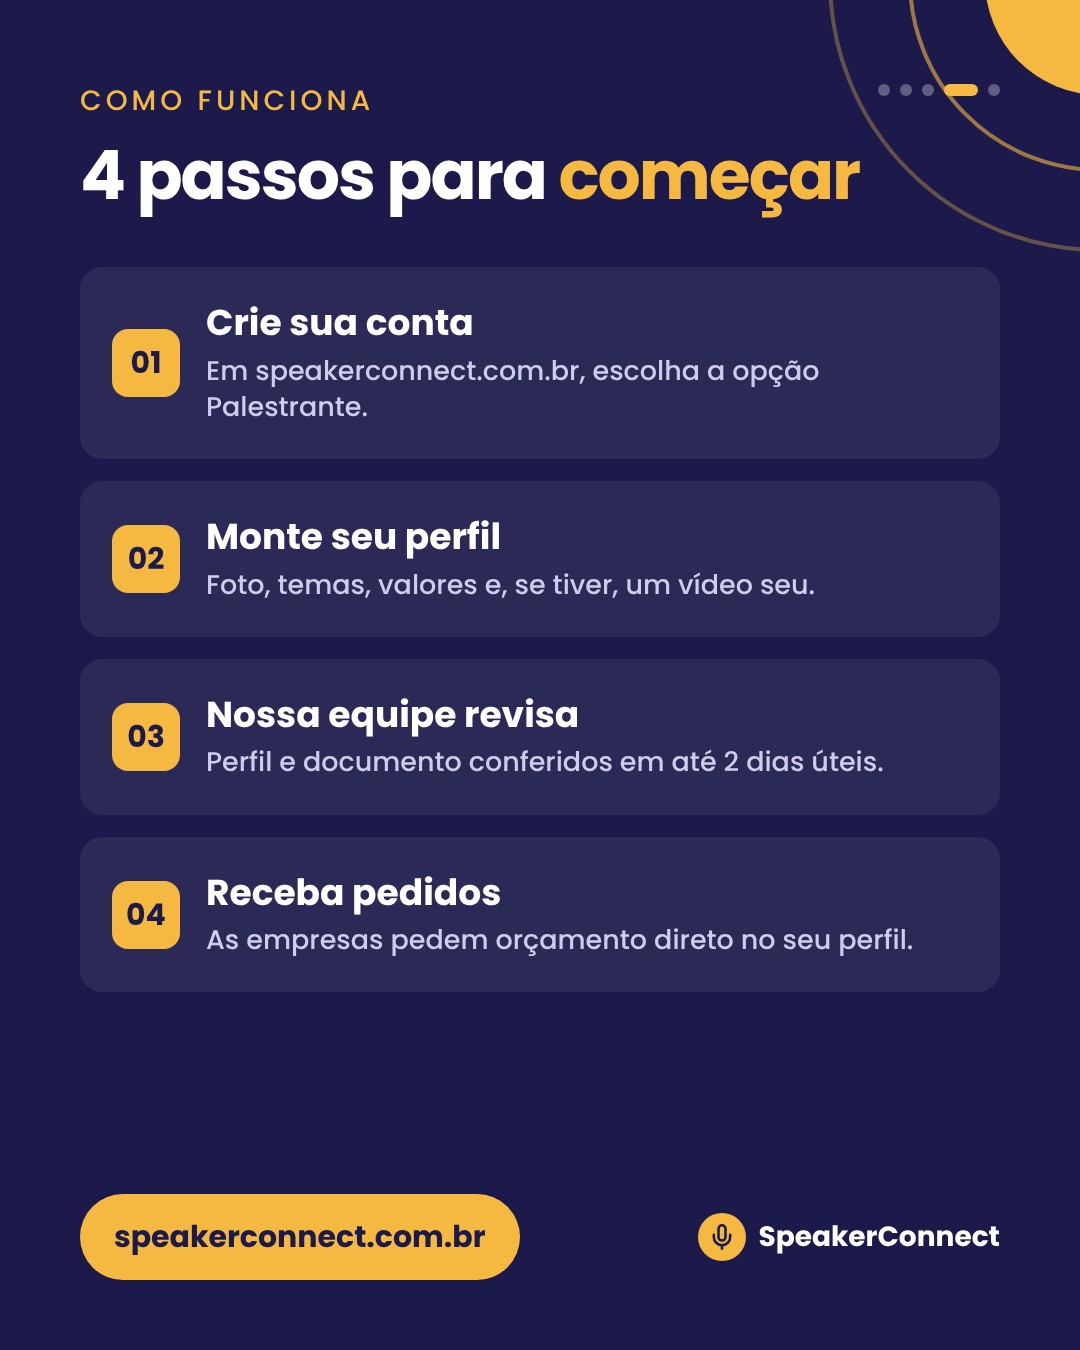 COMO FUNCIONA
4 passos para começar
01
Crie sua conta
Em speakerconnect.com.br, escolha a opção
Palestrante.
02
Monte seu perfil
Foto, temas, valores e, se tiver, um vídeo seu.
03
Nossa equipe revisa
Perfil e documento conferidos em até 2 dias úteis.
04
Receba pedidos
As empresas pedem orçamento direto no seu perfil.
speakerconnect.com.br
SpeakerConnect